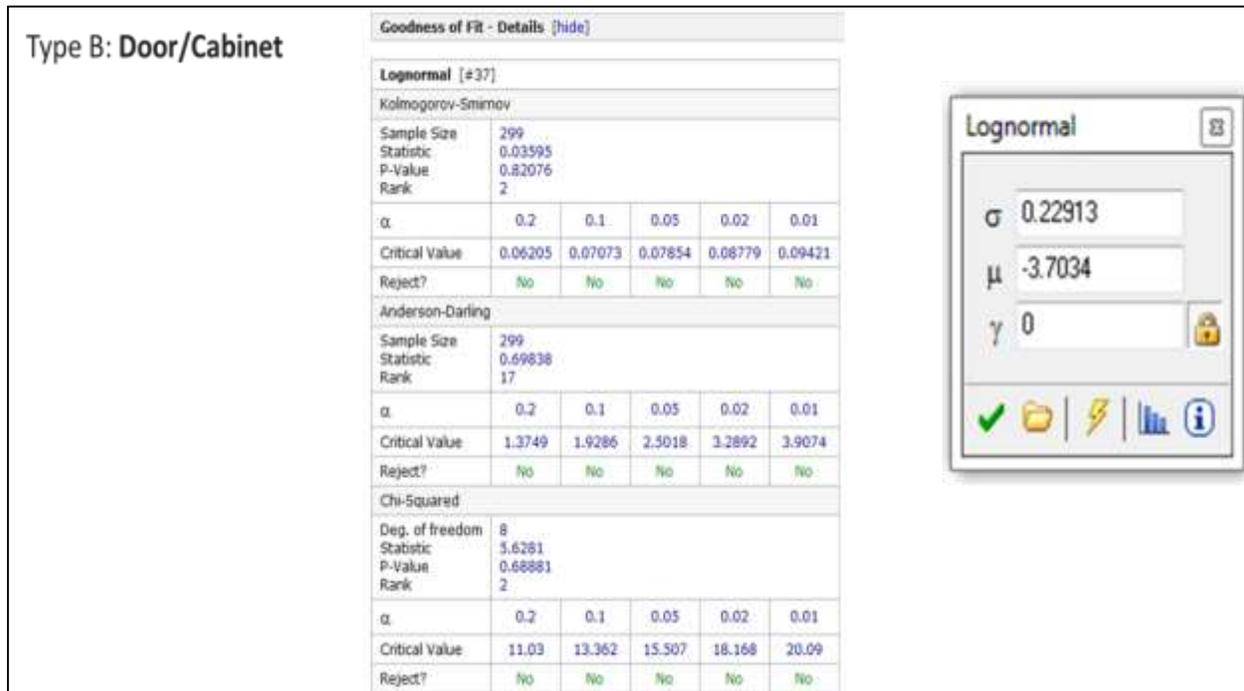 Type B: Door/Cabinet
Goodness of Fit - Details [hide]
Lognormal [#37]
Kolmogorov-Smirnov
Sample Size 299
Statistic 0.03595
P-Value 0.82076
Rank 2
α 0.2 0.1 0.05 0.02 0.01
Critical Value 0.06205 0.07073 0.07854 0.08779 0.09421
Reject? No No No No No
Anderson-Darling
Sample Size 299
Statistic 0.69838
Rank 17
α 0.2 0.1 0.05 0.02 0.01
Critical Value 1.3749 1.9286 2.5018 3.2892 3.9074
Reject? No No No No No
Chi-Squared
Deg. of freedom 8
Statistic 5.6281
P-Value 0.68881
Rank 2
α 0.2 0.1 0.05 0.02 0.01
Critical Value 11.03 13.362 15.507 18.168 20.09
Reject? No No No No No
Lognormal
σ 0.22913
μ -3.7034
γ 0